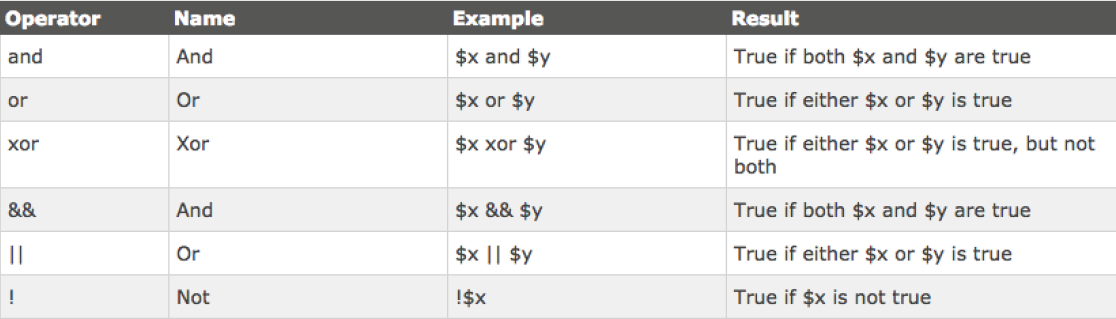 Operator Name Example Result
and And $x and $y True if both $x and $y are true
or Or $x or $y True if either $x or $y is true
xor Xor $x xor $y True if either $x or $y is true, but not
both
&& And $x && $y True if both $x and $y are true
|| Or $x || $y True if either $x or $y is true
! Not !$x True if $x is not true